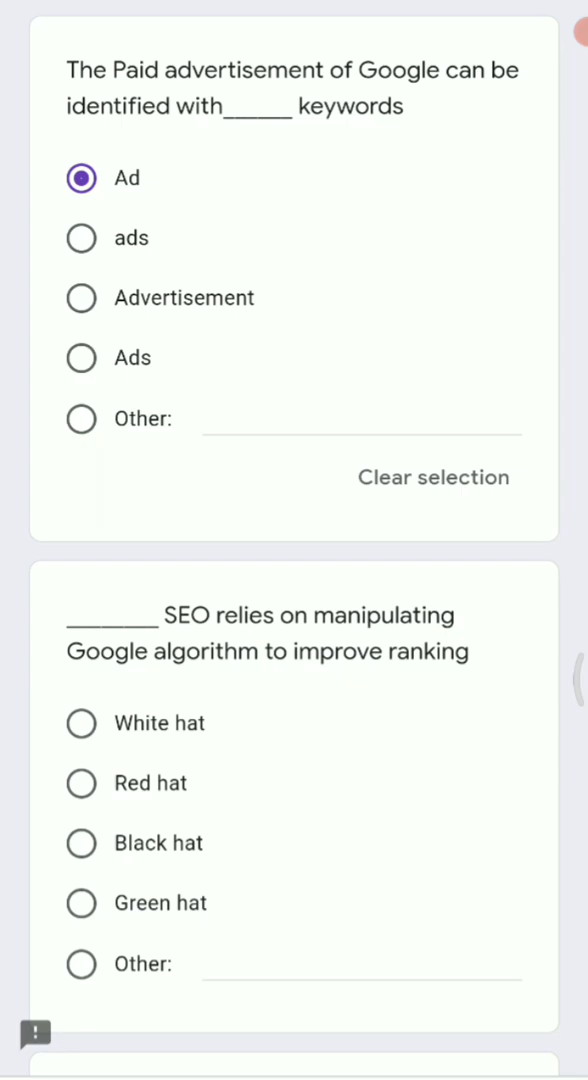 The Paid advertisement of Google can be
identified with______ keywords
Ad
ads
Advertisement
Ads
Other:
Clear selection
________ SEO relies on manipulating
Google algorithm to improve ranking
White hat
Red hat
Black hat
Green hat
Other:
!